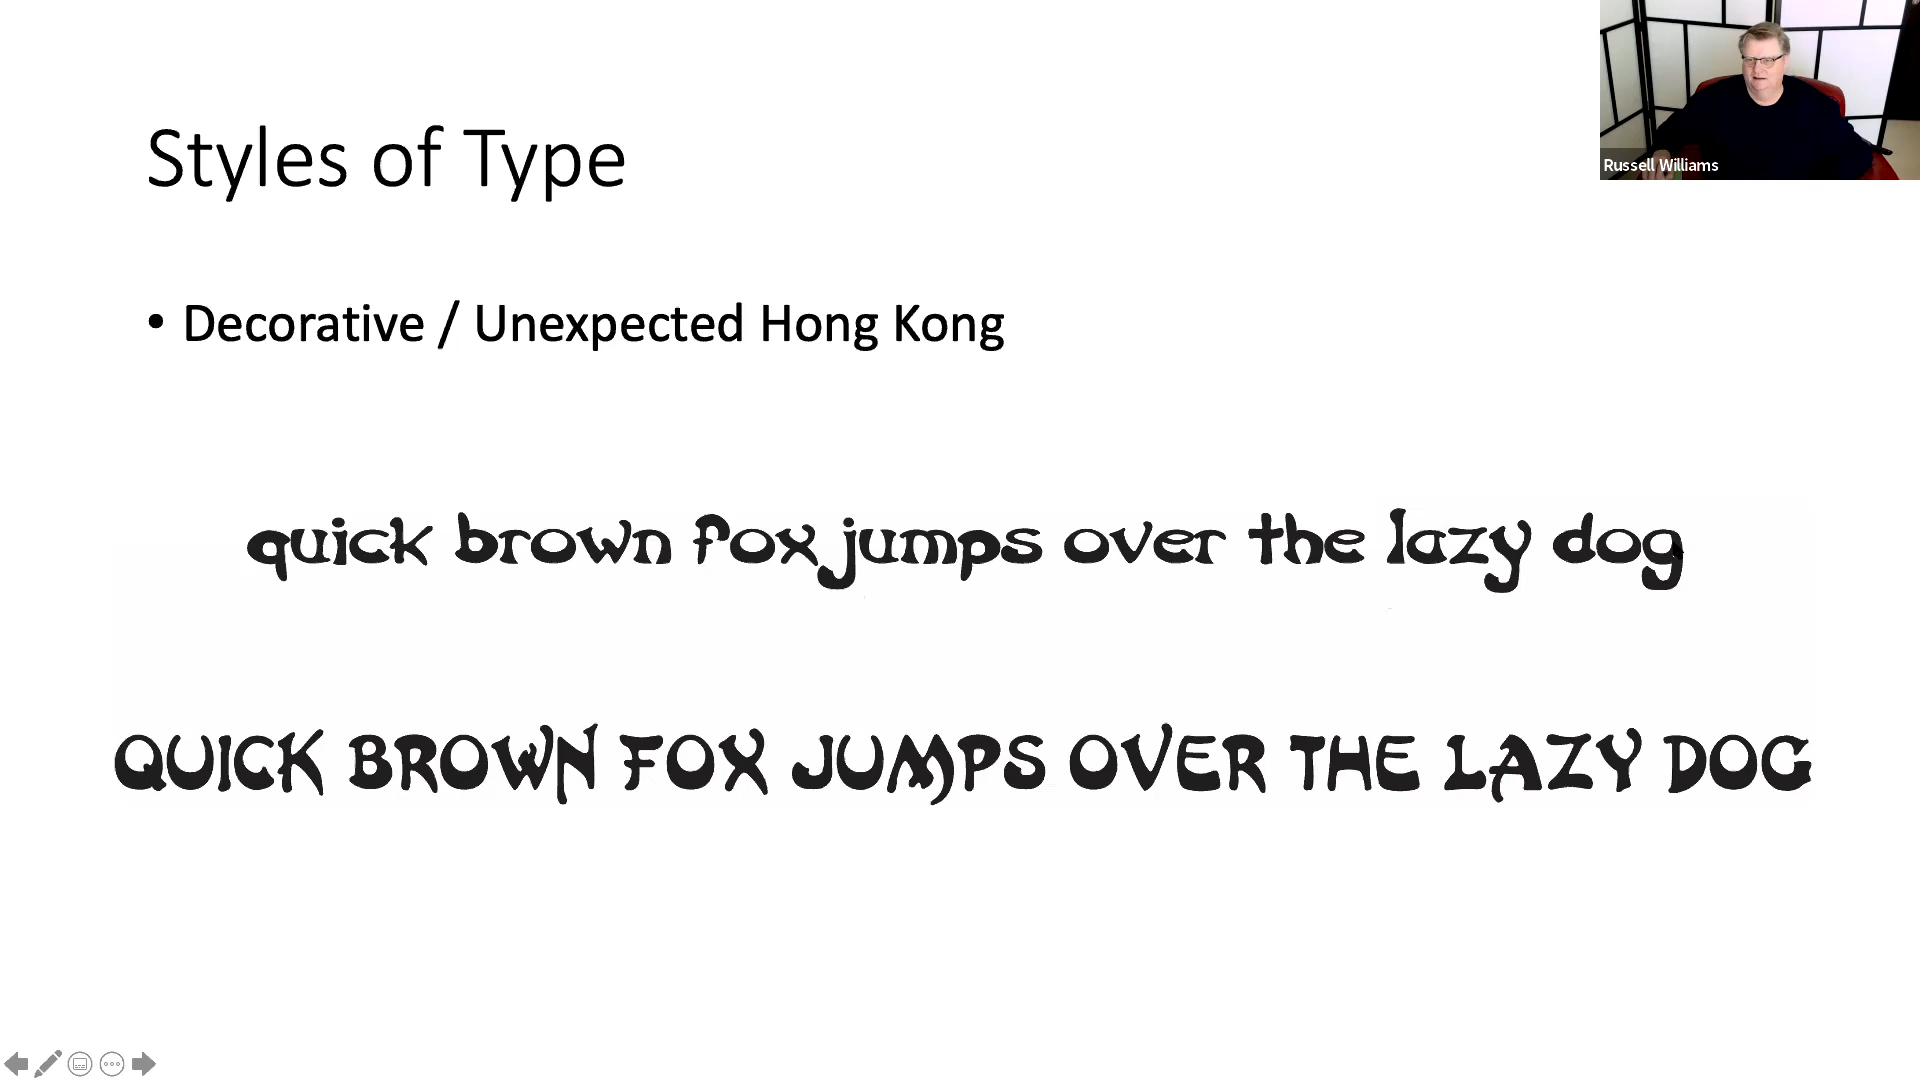 Styles of Type
Russell Williams
• Decorative / Unexpected Hong Kong
quick brown fox jumps over the lazy dog
QUICK BROWN FOX JUMPS OVER THE LAZY DOG